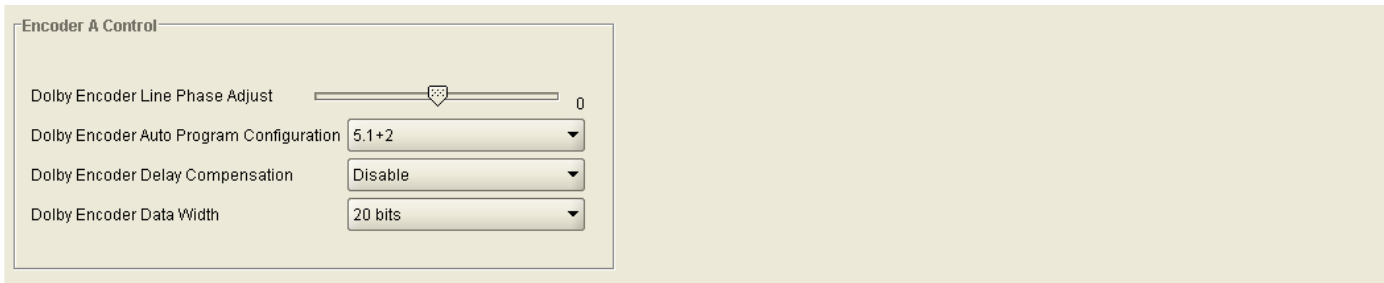 Encoder A Control
Dolby Encoder Line Phase Adjust 0
Dolby Encoder Auto Program Configuration 5.1+2
Dolby Encoder Delay Compensation Disable
Dolby Encoder Data Width 20 bits